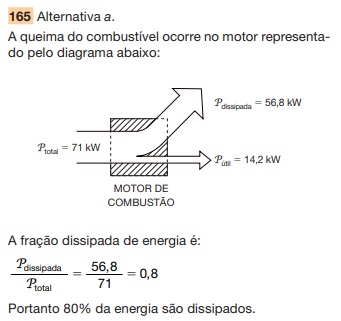 165 Alternativa a.
A queima do combustível ocorre no motor representa-
do pelo diagrama abaixo:
𝒫dissipada = 56,8 kW
𝒫total = 71 kW
𝒫útil = 14,2 kW
MOTOR DE
COMBUSTÃO
A fração dissipada de energia é:
𝒫dissipada / 𝒫total = 56,8 / 71 = 0,8
Portanto 80% da energia são dissipados.